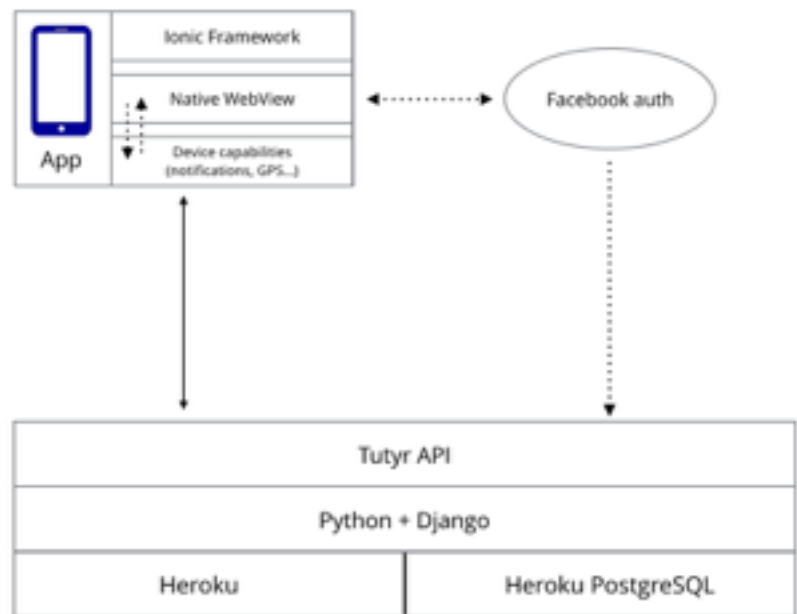 Ionic Framework
Native WebView
App
Device capabilities
(notifications, GPS...)
Facebook auth
Tutyr API
Python + Django
Heroku
Heroku PostgreSQL